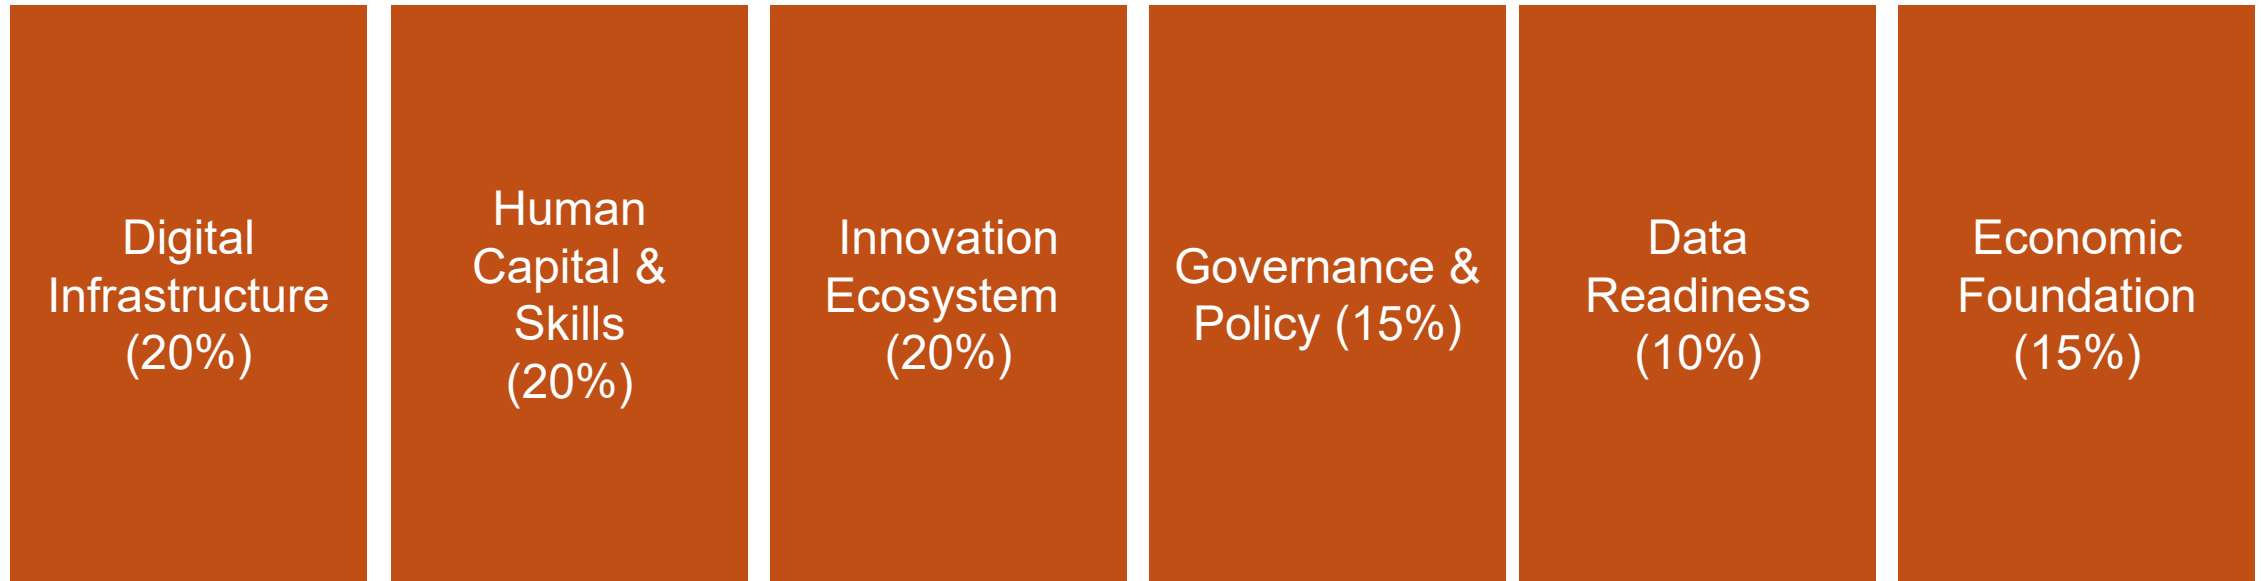 Digital
Infrastructure
(20%)
Human
Capital &
Skills
(20%)
Innovation
Ecosystem
(20%)
Governance &
Policy (15%)
Data
Readiness
(10%)
Economic
Foundation
(15%)